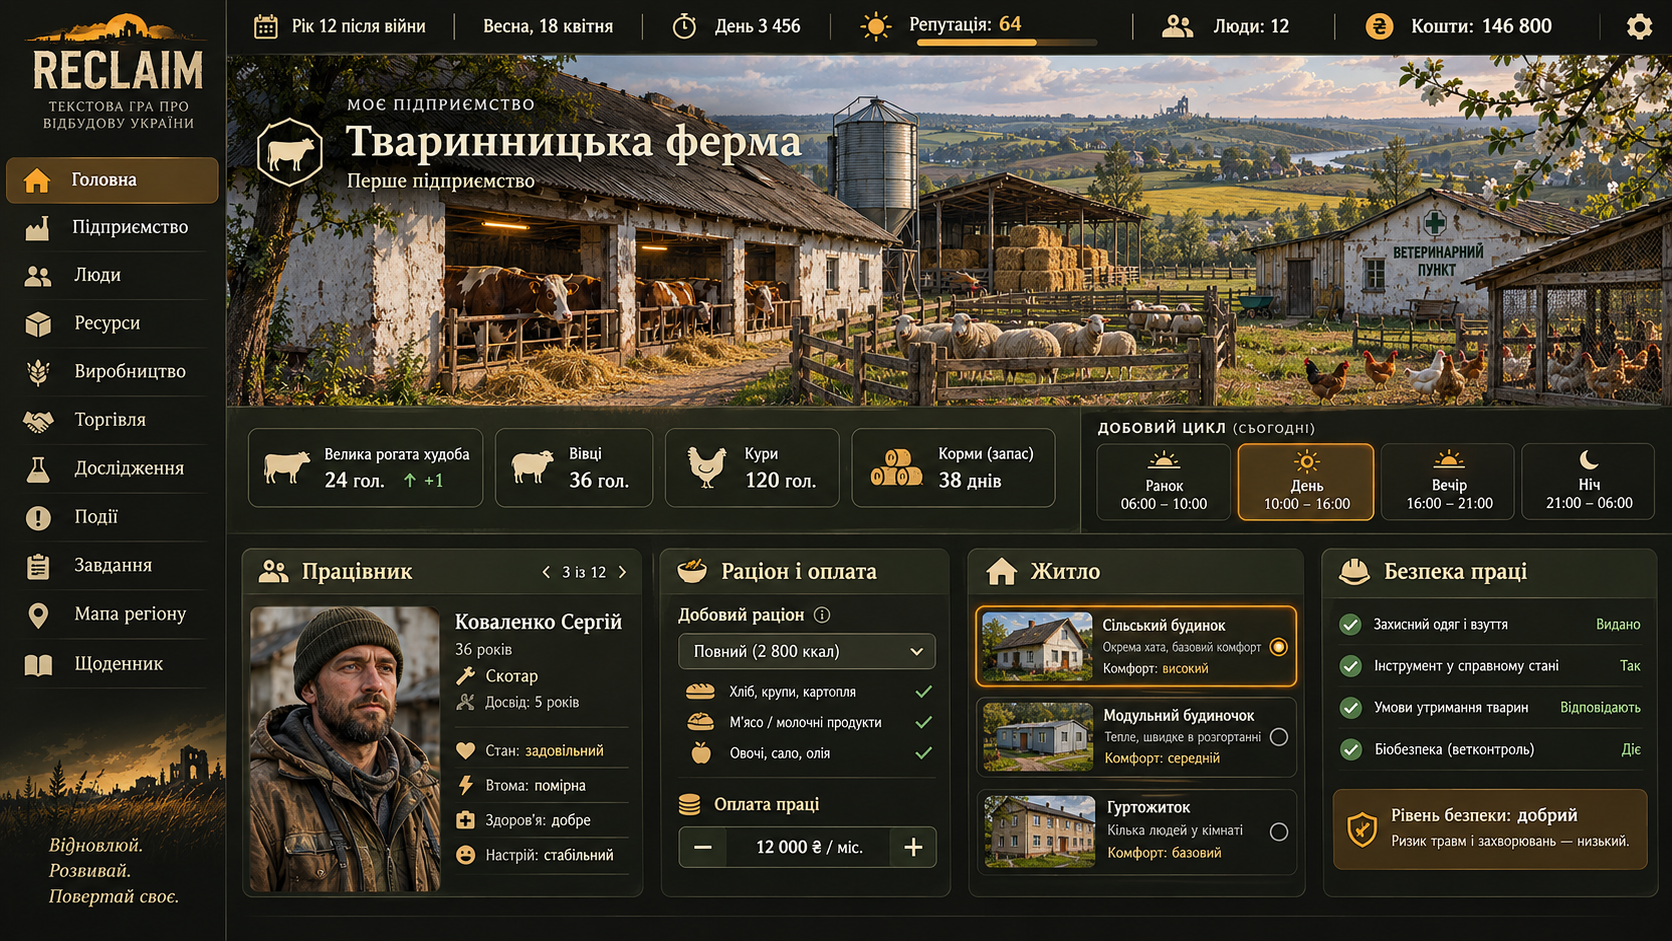 RECLAIM
ТЕКСТОВА ГРА ПРО
ВІДБУДОВУ УКРАЇНИ
Рік 12 після війни
Весна, 18 квітня
День 3 456
Репутація: 64
Люди: 12
Кошти: 146 800
Головна
Підприємство
Люди
Ресурси
Виробництво
Торгівля
Дослідження
Події
Завдання
Мапа регіону
Щоденник
Відновлюй.
Розвивай.
Повертай своє.
МОЄ ПІДПРИЄМСТВО
Тваринницька ферма
Перше підприємство
ВЕТЕРИНАРНИЙ
ПУНКТ
Велика рогата худоба
24 гол. ↑ +1
Вівці
36 гол.
Кури
120 гол.
Корми (запас)
38 днів
ДОБОВИЙ ЦИКЛ (СЬОГОДНІ)
Ранок
06:00 – 10:00
День
10:00 – 16:00
Вечір
16:00 – 21:00
Ніч
21:00 – 06:00
Працівник
3 із 12
Коваленко Сергій
36 років
Скотар
Досвід: 5 років
Стан: задовільний
Втома: помірна
Здоров'я: добре
Настрій: стабільний
Раціон і оплата
Добовий раціон
Повний (2 800 ккал)
Хліб, крупи, картопля
М'ясо / молочні продукти
Овочі, сало, олія
Оплата праці
− 12 000 ₴ / міс. +
Житло
Сільський будинок
Окрема хата, базовий комфорт
Комфорт: високий
Модульний будиночок
Тепле, швидке в розгортанні
Комфорт: середній
Гуртожиток
Кілька людей у кімнаті
Комфорт: базовий
Безпека праці
Захисний одяг і взуття Видано
Інструмент у справному стані Так
Умови утримання тварин Відповідають
Біобезпека (ветконтроль) Діє
Рівень безпеки: добрий
Ризик травм і захворювань — низький.